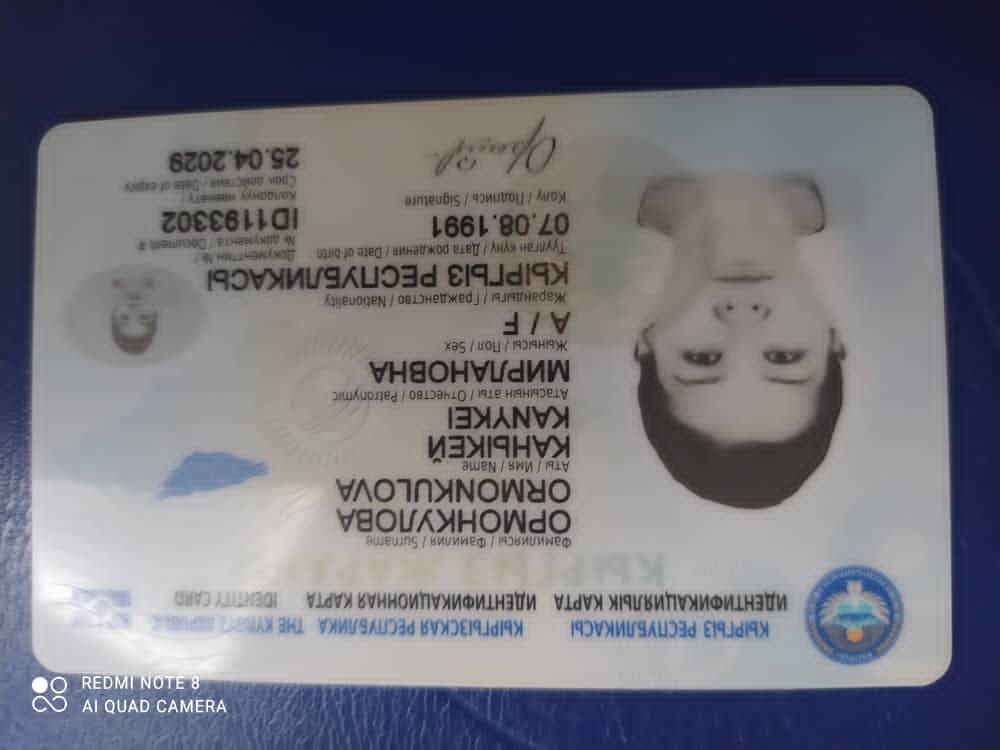 КЫРГЫЗ РЕСПУБЛИКАСЫ КЫРГЫЗСКАЯ РЕСПУБЛИКА THE KYRGYZ REPUBLIC
ИДЕНТИФИКАЦИЯЛЫК КАРТА ИДЕНТИФИКАЦИОННАЯ КАРТА IDENTITY CARD
КЫРГЫЗ ЖАРАНЫ
Фамилиясы / Фамилия / Surname
ОРМОНКУЛОВА
ORMONKULOVA
Аты / Имя / Name
КАНЫКЕЙ
KANYKEI
Атасынын аты / Отчество / Patronymic
МИРЛАНОВНА
Жынысы / Пол / Sex
А / F
Жарандыгы / Гражданство / Nationality
КЫРГЫЗ РЕСПУБЛИКАСЫ
Туулган күнү / Дата рождения / Date of birth
07.08.1991
Документтин № /
№ документа / Document #
ID1193302
Колу / Подпись / Signature
Колдонуу мөөнөтү /
Срок действия / Date of expiry
25.04.2029
REDMI NOTE 8
AI QUAD CAMERA